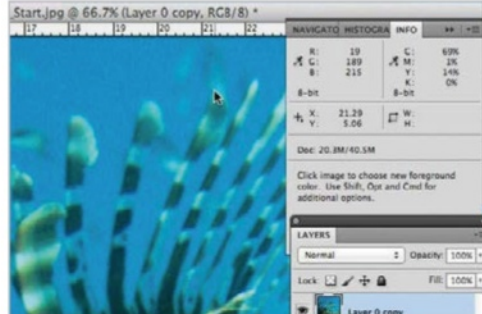 Start.jpg @ 66.7% (Layer 0 copy, RGB/8) *
17 18 19 20 21 22
NAVIGATO HISTOGRA INFO
R: 19 C: 69%
G: 189 M: 1%
B: 215 Y: 14%
K: 0%
8-bit 8-bit
X: 21.29 W:
Y: 5.06 H:
Doc: 20.3M/40.5M
Click image to choose new foreground
color. Use Shift, Opt and Cmd for
additional options.
LAYERS
Normal Opacity: 100%
Lock: Fill: 100%
Layer 0 copy